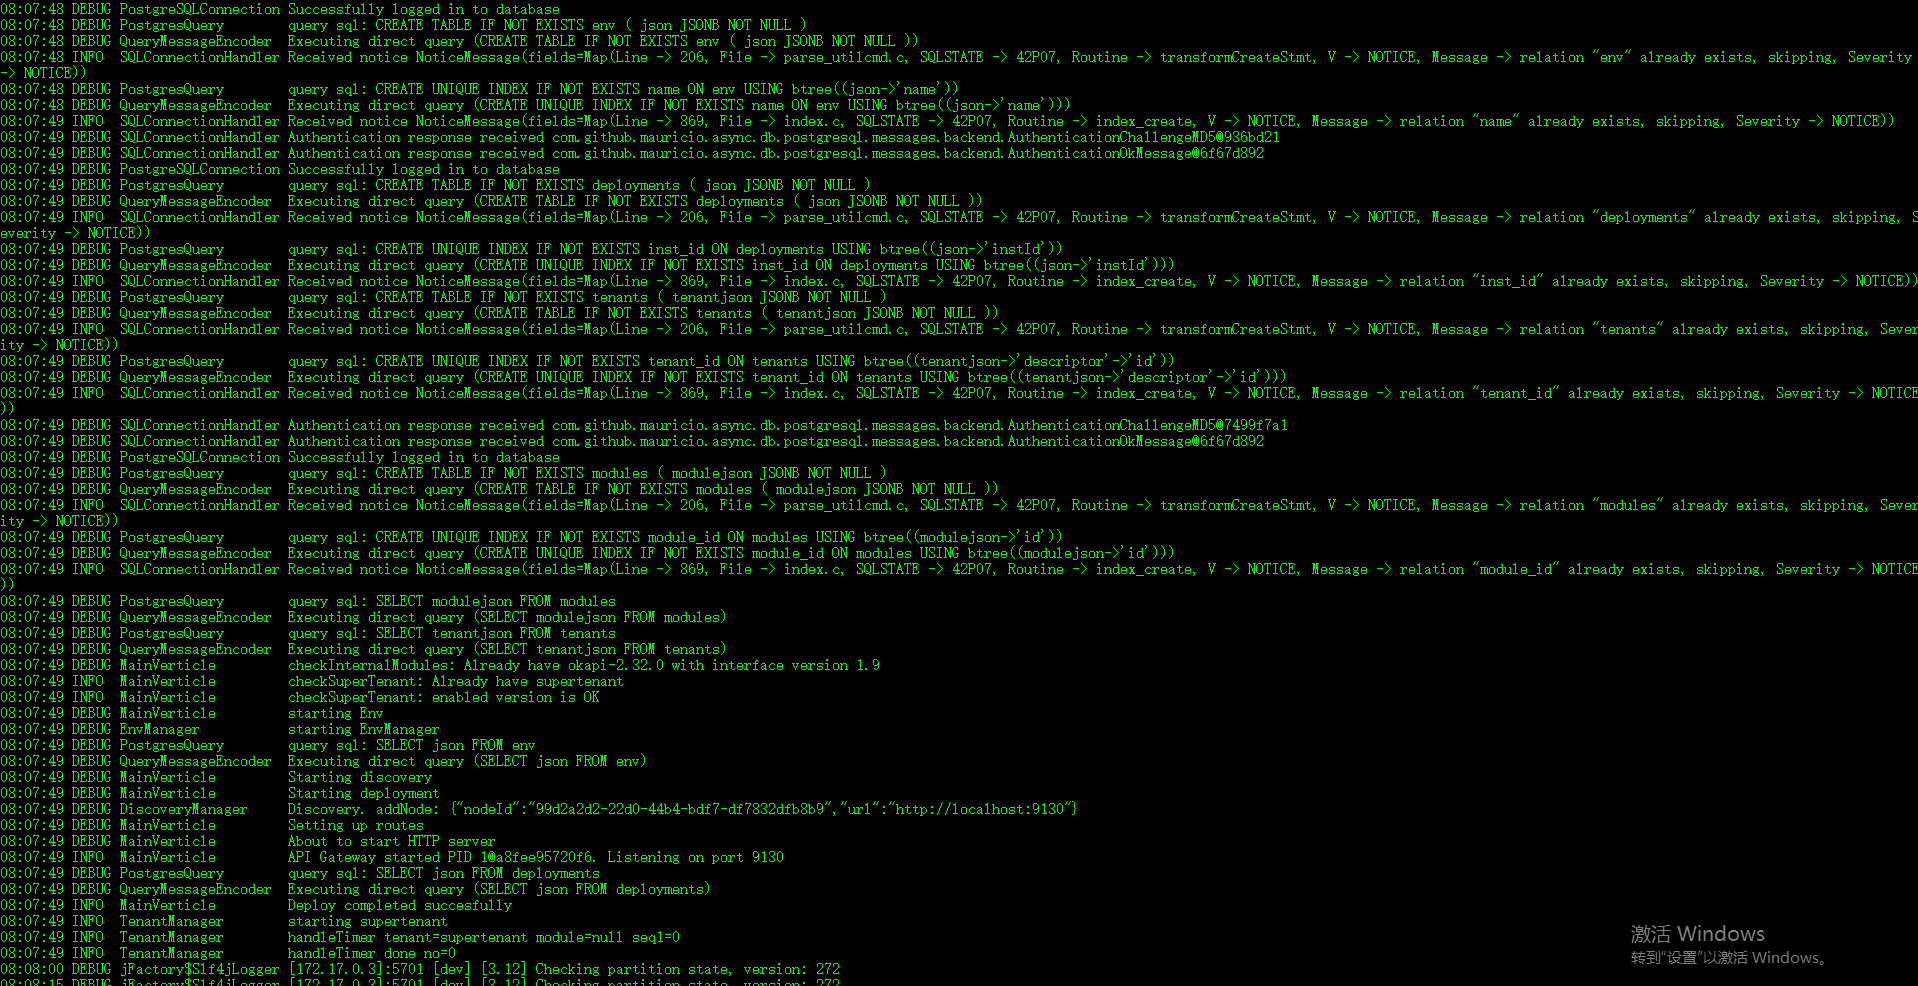 08:07:48 DEBUG PostgreSQLConnection Successfully logged in to database
08:07:48 DEBUG PostgresQuery        query sql: CREATE TABLE IF NOT EXISTS env ( json JSONB NOT NULL )
08:07:48 DEBUG QueryMessageEncoder  Executing direct query (CREATE TABLE IF NOT EXISTS env ( json JSONB NOT NULL ))
08:07:48 INFO  SQLConnectionHandler Received notice NoticeMessage(fields=Map(Line -> 206, File -> parse_utilcmd.c, SQLSTATE -> 42P07, Routine -> transformCreateStmt, V -> NOTICE, Message -> relation "env" already exists, skipping, Severity
-> NOTICE))
08:07:48 DEBUG PostgresQuery        query sql: CREATE UNIQUE INDEX IF NOT EXISTS name ON env USING btree((json->'name'))
08:07:48 DEBUG QueryMessageEncoder  Executing direct query (CREATE UNIQUE INDEX IF NOT EXISTS name ON env USING btree((json->'name')))
08:07:49 INFO  SQLConnectionHandler Received notice NoticeMessage(fields=Map(Line -> 869, File -> index.c, SQLSTATE -> 42P07, Routine -> index_create, V -> NOTICE, Message -> relation "name" already exists, skipping, Severity -> NOTICE))
08:07:49 DEBUG SQLConnectionHandler Authentication response received com.github.mauricio.async.db.postgresql.messages.backend.AuthenticationChallengeMD5@936bd21
08:07:49 DEBUG SQLConnectionHandler Authentication response received com.github.mauricio.async.db.postgresql.messages.backend.AuthenticationOkMessage@6f67d892
08:07:49 DEBUG PostgreSQLConnection Successfully logged in to database
08:07:49 DEBUG PostgresQuery        query sql: CREATE TABLE IF NOT EXISTS deployments ( json JSONB NOT NULL )
08:07:49 DEBUG QueryMessageEncoder  Executing direct query (CREATE TABLE IF NOT EXISTS deployments ( json JSONB NOT NULL ))
08:07:49 INFO  SQLConnectionHandler Received notice NoticeMessage(fields=Map(Line -> 206, File -> parse_utilcmd.c, SQLSTATE -> 42P07, Routine -> transformCreateStmt, V -> NOTICE, Message -> relation "deployments" already exists, skipping, S
everity -> NOTICE))
08:07:49 DEBUG PostgresQuery        query sql: CREATE UNIQUE INDEX IF NOT EXISTS inst_id ON deployments USING btree((json->'instId'))
08:07:49 DEBUG QueryMessageEncoder  Executing direct query (CREATE UNIQUE INDEX IF NOT EXISTS inst_id ON deployments USING btree((json->'instId')))
08:07:49 INFO  SQLConnectionHandler Received notice NoticeMessage(fields=Map(Line -> 869, File -> index.c, SQLSTATE -> 42P07, Routine -> index_create, V -> NOTICE, Message -> relation "inst_id" already exists, skipping, Severity -> NOTICE))
08:07:49 DEBUG PostgresQuery        query sql: CREATE TABLE IF NOT EXISTS tenants ( tenantjson JSONB NOT NULL )
08:07:49 DEBUG QueryMessageEncoder  Executing direct query (CREATE TABLE IF NOT EXISTS tenants ( tenantjson JSONB NOT NULL ))
08:07:49 INFO  SQLConnectionHandler Received notice NoticeMessage(fields=Map(Line -> 206, File -> parse_utilcmd.c, SQLSTATE -> 42P07, Routine -> transformCreateStmt, V -> NOTICE, Message -> relation "tenants" already exists, skipping, Sever
ity -> NOTICE))
08:07:49 DEBUG PostgresQuery        query sql: CREATE UNIQUE INDEX IF NOT EXISTS tenant_id ON tenants USING btree((tenantjson->'descriptor'->'id'))
08:07:49 DEBUG QueryMessageEncoder  Executing direct query (CREATE UNIQUE INDEX IF NOT EXISTS tenant_id ON tenants USING btree((tenantjson->'descriptor'->'id')))
08:07:49 INFO  SQLConnectionHandler Received notice NoticeMessage(fields=Map(Line -> 869, File -> index.c, SQLSTATE -> 42P07, Routine -> index_create, V -> NOTICE, Message -> relation "tenant_id" already exists, skipping, Severity -> NOTICE
))
08:07:49 DEBUG SQLConnectionHandler Authentication response received com.github.mauricio.async.db.postgresql.messages.backend.AuthenticationChallengeMD5@7499f7a1
08:07:49 DEBUG SQLConnectionHandler Authentication response received com.github.mauricio.async.db.postgresql.messages.backend.AuthenticationOkMessage@6f67d892
08:07:49 DEBUG PostgreSQLConnection Successfully logged in to database
08:07:49 DEBUG PostgresQuery        query sql: CREATE TABLE IF NOT EXISTS modules ( modulejson JSONB NOT NULL )
08:07:49 DEBUG QueryMessageEncoder  Executing direct query (CREATE TABLE IF NOT EXISTS modules ( modulejson JSONB NOT NULL ))
08:07:49 INFO  SQLConnectionHandler Received notice NoticeMessage(fields=Map(Line -> 206, File -> parse_utilcmd.c, SQLSTATE -> 42P07, Routine -> transformCreateStmt, V -> NOTICE, Message -> relation "modules" already exists, skipping, Sever
ity -> NOTICE))
08:07:49 DEBUG PostgresQuery        query sql: CREATE UNIQUE INDEX IF NOT EXISTS module_id ON modules USING btree((modulejson->'id'))
08:07:49 DEBUG QueryMessageEncoder  Executing direct query (CREATE UNIQUE INDEX IF NOT EXISTS module_id ON modules USING btree((modulejson->'id')))
08:07:49 INFO  SQLConnectionHandler Received notice NoticeMessage(fields=Map(Line -> 869, File -> index.c, SQLSTATE -> 42P07, Routine -> index_create, V -> NOTICE, Message -> relation "module_id" already exists, skipping, Severity -> NOTICE
))
08:07:49 DEBUG PostgresQuery        query sql: SELECT modulejson FROM modules
08:07:49 DEBUG QueryMessageEncoder  Executing direct query (SELECT modulejson FROM modules)
08:07:49 DEBUG PostgresQuery        query sql: SELECT tenantjson FROM tenants
08:07:49 DEBUG QueryMessageEncoder  Executing direct query (SELECT tenantjson FROM tenants)
08:07:49 DEBUG MainVerticle         checkInternalModules: Already have okapi-2.32.0 with interface version 1.9
08:07:49 INFO  MainVerticle         checkSuperTenant: Already have supertenant
08:07:49 INFO  MainVerticle         checkSuperTenant: enabled version is OK
08:07:49 DEBUG MainVerticle         starting Env
08:07:49 DEBUG EnvManager           starting EnvManager
08:07:49 DEBUG PostgresQuery        query sql: SELECT json FROM env
08:07:49 DEBUG QueryMessageEncoder  Executing direct query (SELECT json FROM env)
08:07:49 DEBUG MainVerticle         Starting discovery
08:07:49 DEBUG MainVerticle         Starting deployment
08:07:49 DEBUG DiscoveryManager     Discovery. addNode: {"nodeId":"99d2a2d2-22d0-44b4-bdf7-df7832dfb8b9","url":"http://localhost:9130"}
08:07:49 DEBUG MainVerticle         Setting up routes
08:07:49 DEBUG MainVerticle         About to start HTTP server
08:07:49 INFO  MainVerticle         API Gateway started PID 1@a8fee95720f6. Listening on port 9130
08:07:49 DEBUG PostgresQuery        query sql: SELECT json FROM deployments
08:07:49 DEBUG QueryMessageEncoder  Executing direct query (SELECT json FROM deployments)
08:07:49 INFO  MainVerticle         Deploy completed succesfully
08:07:49 INFO  TenantManager        starting supertenant
08:07:49 INFO  TenantManager        handleTimer tenant=supertenant module=null seq1=0
08:07:49 INFO  TenantManager        handleTimer done no=0
08:08:00 DEBUG jFactory$Slf4jLogger [172.17.0.3]:5701 [dev] [3.12] Checking partition state, version: 272
08:08:15 DEBUG jFactory$Slf4jLogger [172.17.0.3]:5701 [dev] [3.12] Checking partition state, version: 272
激活 Windows
转到"设置"以激活 Windows。